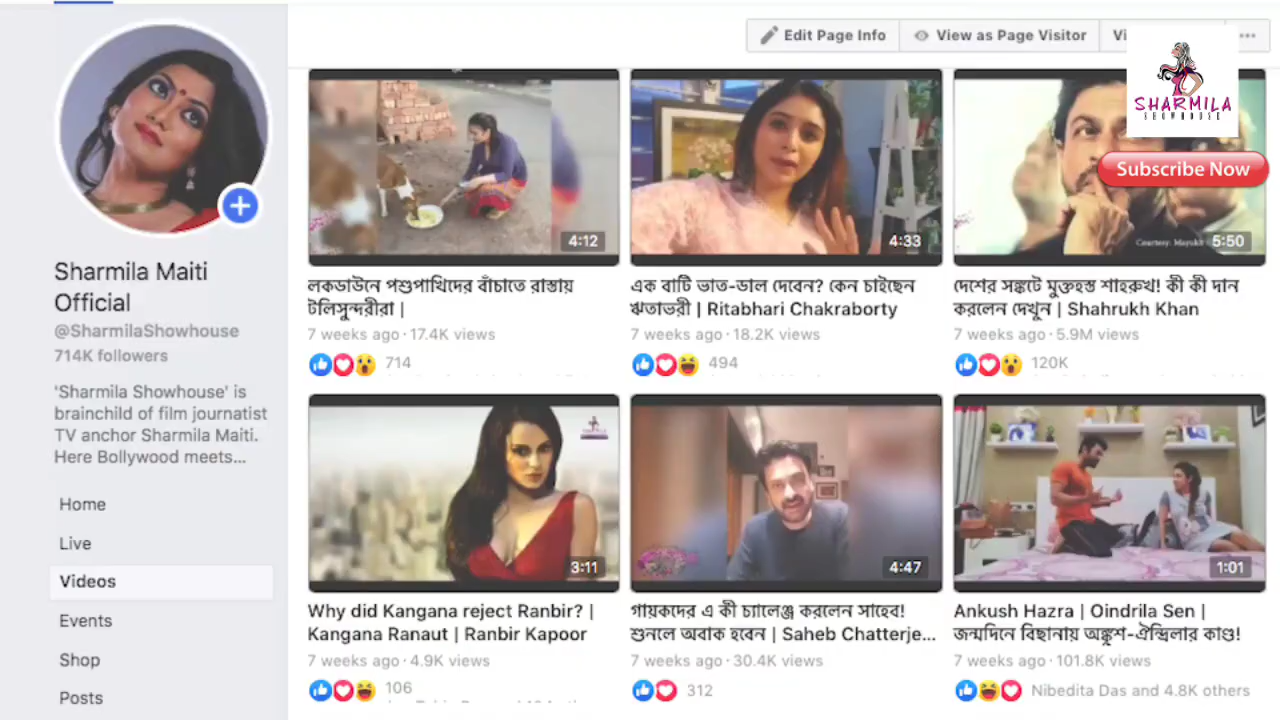 Edit Page Info
View as Page Visitor
SHARMILA
SHOWHOUSE
Subscribe Now
Sharmila Maiti
Official
@SharmilaShowhouse
714K followers
'Sharmila Showhouse' is
brainchild of film journalist
TV anchor Sharmila Maiti.
Here Bollywood meets...
Home
Live
Videos
Events
Shop
Posts
4:12
লকডাউনে পশুপাখিদের বাঁচাতে রাস্তায়
টলিসুন্দরীরা |
7 weeks ago · 17.4K views
714
4:33
এক বাটি ভাত-ডাল দেবেন? কেন চাইছেন
ঋতাভরী | Ritabhari Chakraborty
7 weeks ago · 18.2K views
494
Courtesy: Mayukh
5:50
দেশের সঙ্কটে মুক্তহস্ত শাহরুখ! কী কী দান
করলেন দেখুন | Shahrukh Khan
7 weeks ago · 5.9M views
120K
3:11
Why did Kangana reject Ranbir? |
Kangana Ranaut | Ranbir Kapoor
7 weeks ago · 4.9K views
106
4:47
গায়কদের এ কী চ্যালেঞ্জ করলেন সাহেব!
শুনলে অবাক হবেন | Saheb Chatterje...
7 weeks ago · 30.4K views
312
1:01
Ankush Hazra | Oindrila Sen |
জন্মদিনে বিছানায় অঙ্কুশ-ঐন্দ্রিলার কাণ্ড!
7 weeks ago · 101.8K views
Nibedita Das and 4.8K others